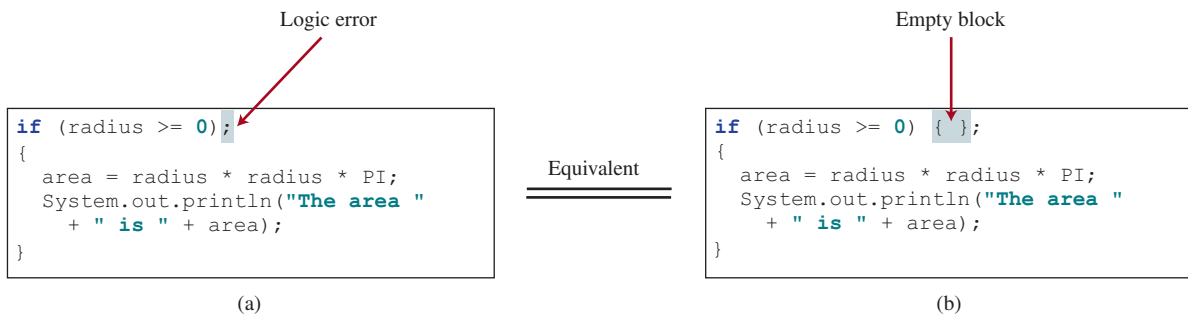 Logic error
Empty block
if (radius >= 0);
{
  area = radius * radius * PI;
  System.out.println("The area "
    + " is " + area);
}
(a)
Equivalent
if (radius >= 0) { };
{
  area = radius * radius * PI;
  System.out.println("The area "
    + " is " + area);
}
(b)